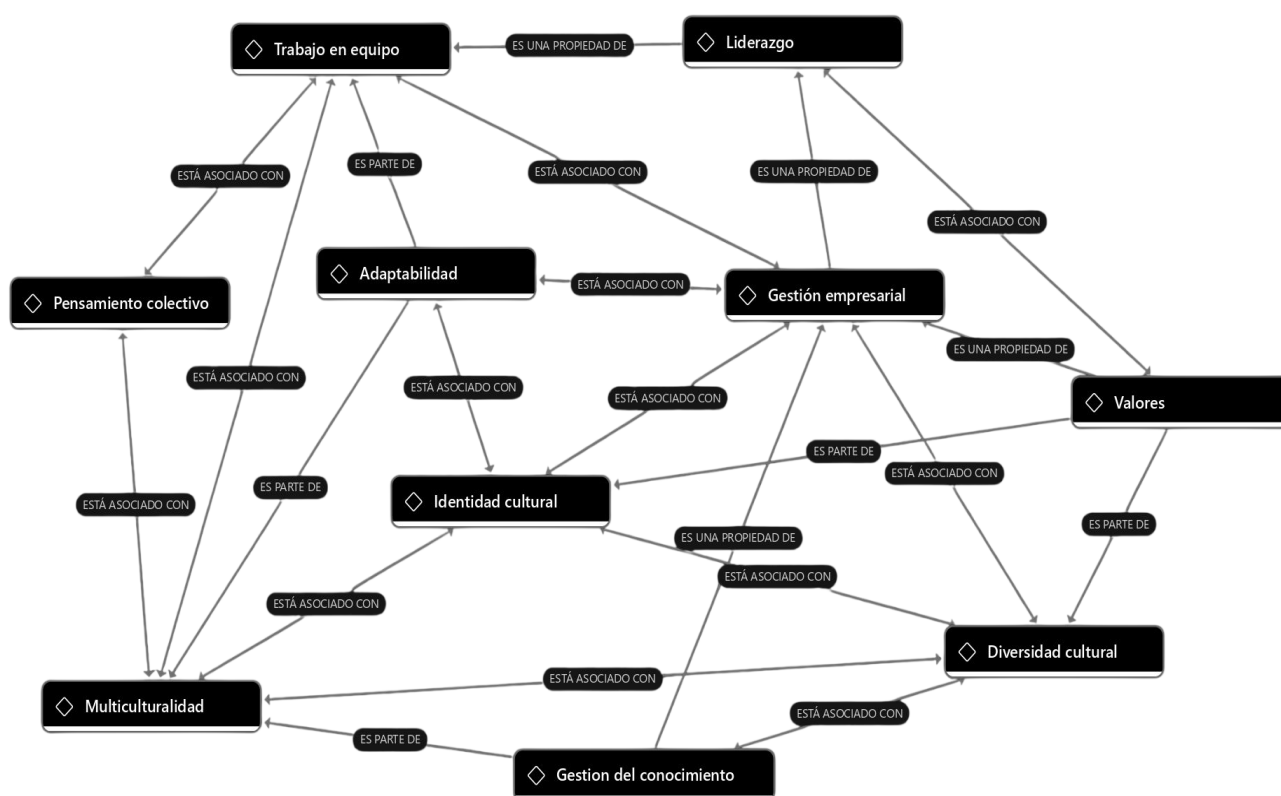 Trabajo en equipo
ES UNA PROPIEDAD DE
Liderazgo
ESTÁ ASOCIADO CON
ES PARTE DE
ESTÁ ASOCIADO CON
ES UNA PROPIEDAD DE
ESTÁ ASOCIADO CON
Pensamiento colectivo
Adaptabilidad
ESTÁ ASOCIADO CON
Gestión empresarial
ESTÁ ASOCIADO CON
ESTÁ ASOCIADO CON
ESTÁ ASOCIADO CON
ES UNA PROPIEDAD DE
Valores
ES PARTE DE
ESTÁ ASOCIADO CON
ES PARTE DE
ESTÁ ASOCIADO CON
Identidad cultural
ES UNA PROPIEDAD DE
ES PARTE DE
ESTÁ ASOCIADO CON
ESTÁ ASOCIADO CON
Diversidad cultural
ESTÁ ASOCIADO CON
Multiculturalidad
ESTÁ ASOCIADO CON
ES PARTE DE
Gestion del conocimiento